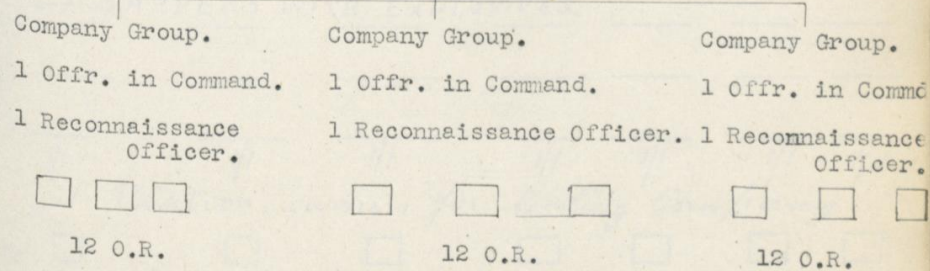 Company Group.
1 Offr. in Command.
1 Reconnaissance
Officer.
12 O.R.
Company Group.
1 Offr. in Command.
1 Reconnaissance Officer.
12 O.R.
Company Group.
1 Offr. in Comma
1 Reconnaissance
Officer.
12 O.R.